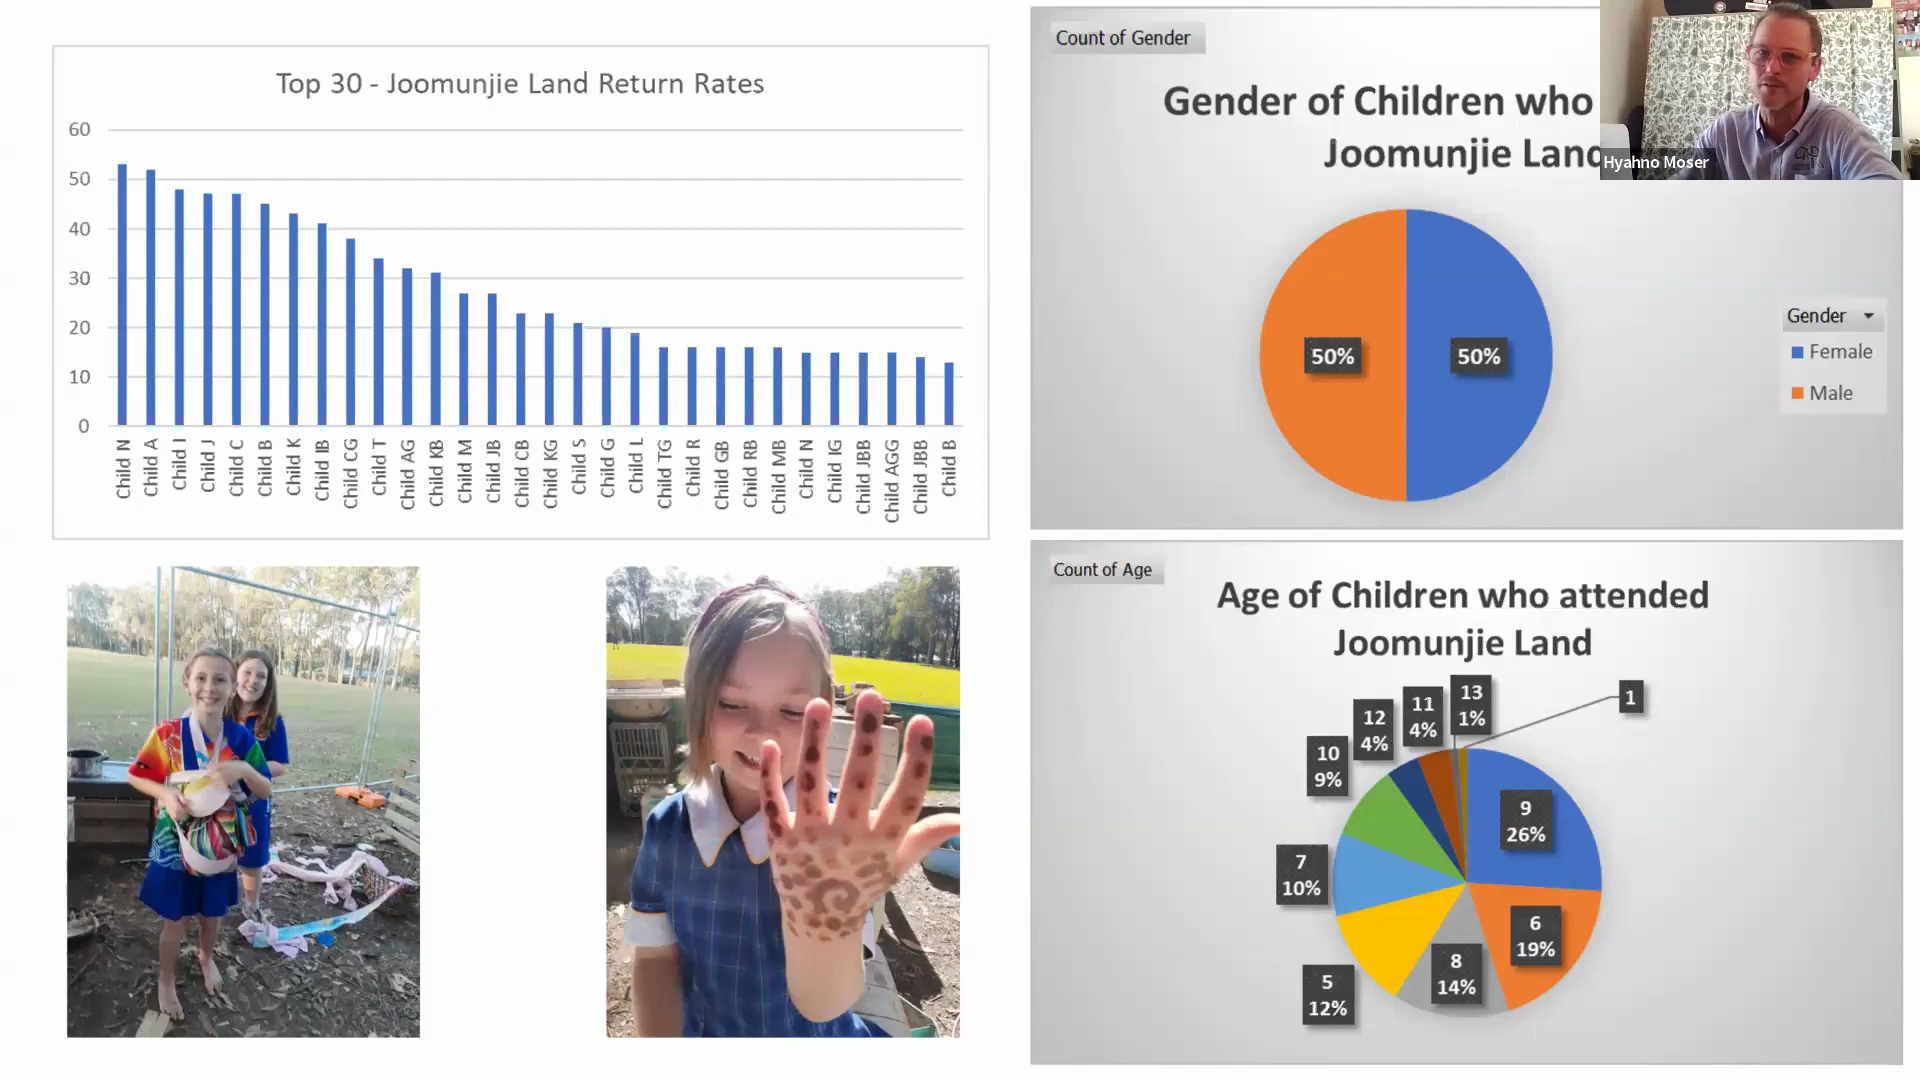 Top 30 - Joomunjie Land Return Rates
60
50
40
30
20
10
0
Child N
Child A
Child I
Child J
Child C
Child B
Child K
Child IB
Child CG
Child T
Child AG
Child KB
Child M
Child JB
Child CB
Child KG
Child S
Child G
Child L
Child TG
Child R
Child GB
Child RB
Child MB
Child N
Child IG
Child JBB
Child AGG
Child JBB
Child B
Count of Gender
Gender of Children who
Joomunjie Land
50%
50%
Gender
Female
Male
Hyahno Moser
Count of Age
Age of Children who attended
Joomunjie Land
13
1%
1
11
4%
12
4%
10
9%
9
26%
7
10%
6
19%
8
14%
5
12%